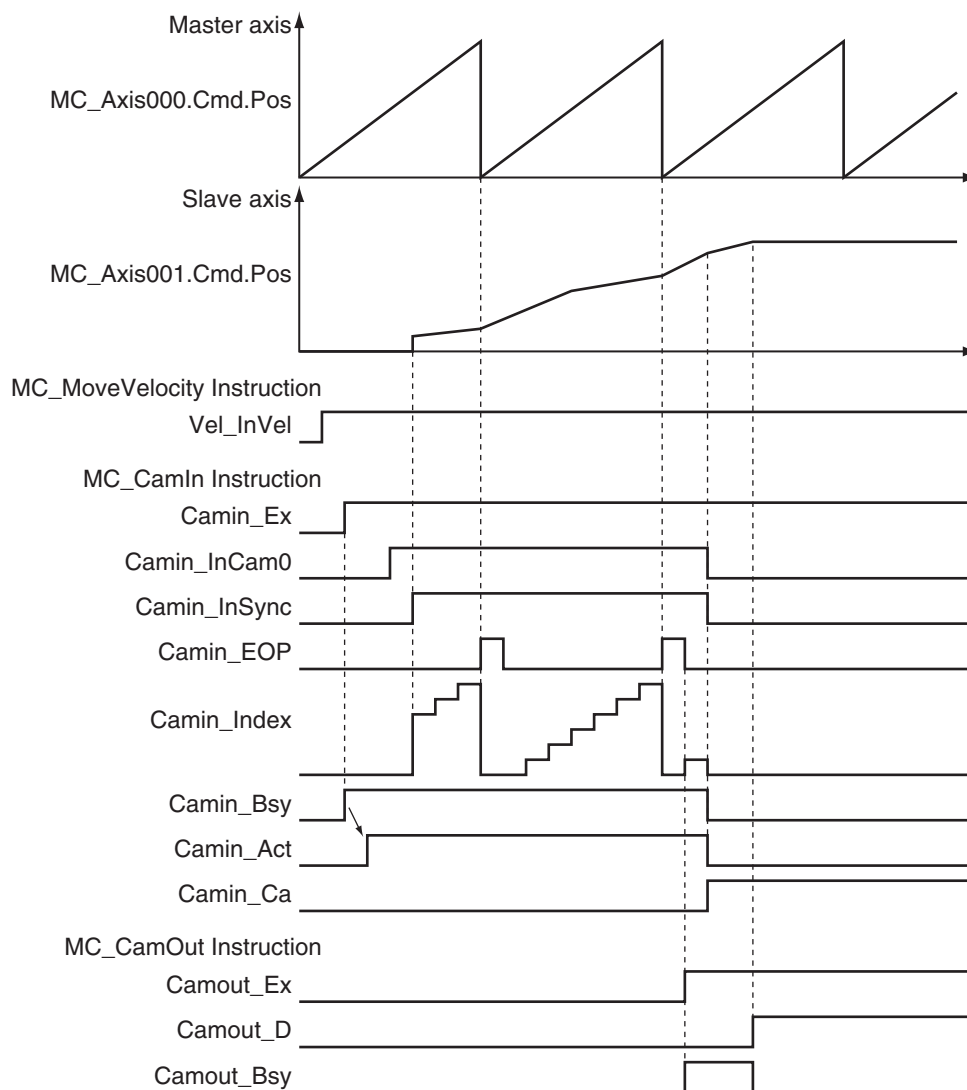 Master axis
MC_Axis000.Cmd.Pos
Slave axis
MC_Axis001.Cmd.Pos
MC_MoveVelocity Instruction
Vel_InVel
MC_CamIn Instruction
Camin_Ex
Camin_InCam0
Camin_InSync
Camin_EOP
Camin_Index
Camin_Bsy
Camin_Act
Camin_Ca
MC_CamOut Instruction
Camout_Ex
Camout_D
Camout_Bsy